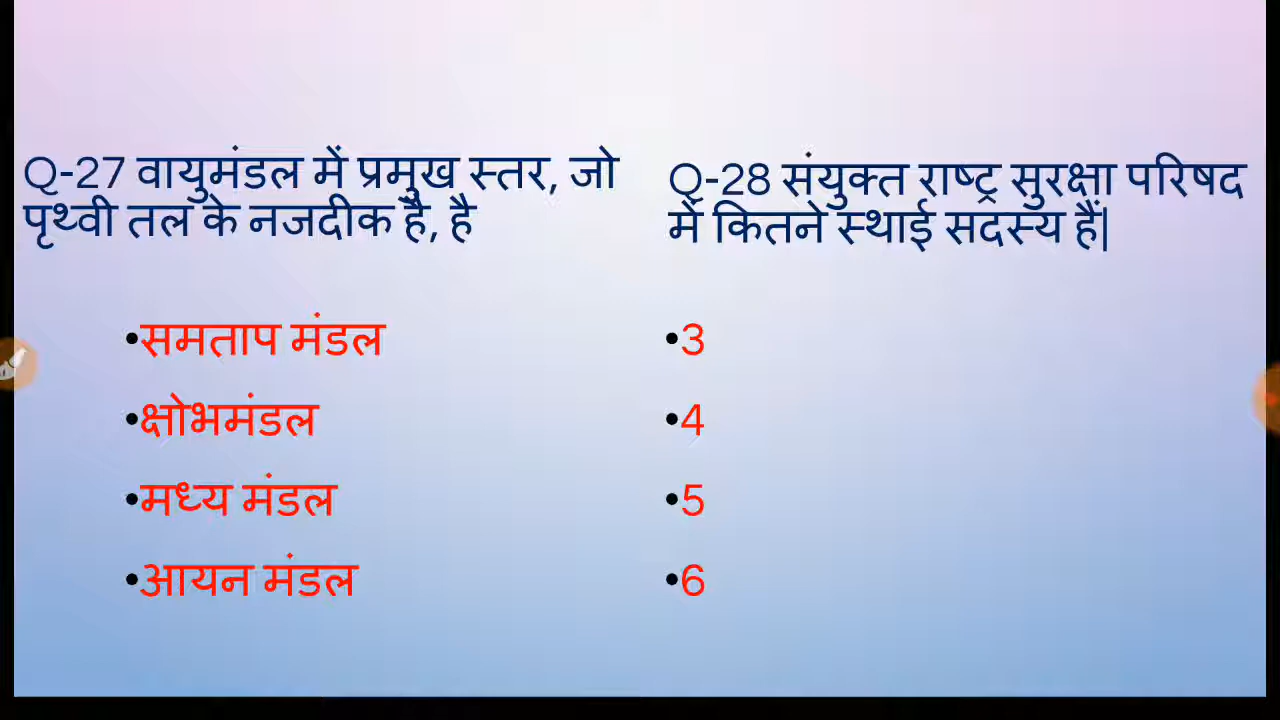 Q-27 वायुमंडल में प्रमुख स्तर, जो
पृथ्वी तल के नजदीक है, है
•समताप मंडल
•क्षोभमंडल
•मध्य मंडल
•आयन मंडल
Q-28 संयुक्त राष्ट्र सुरक्षा परिषद
में कितने स्थाई सदस्य हैं|
•3
•4
•5
•6